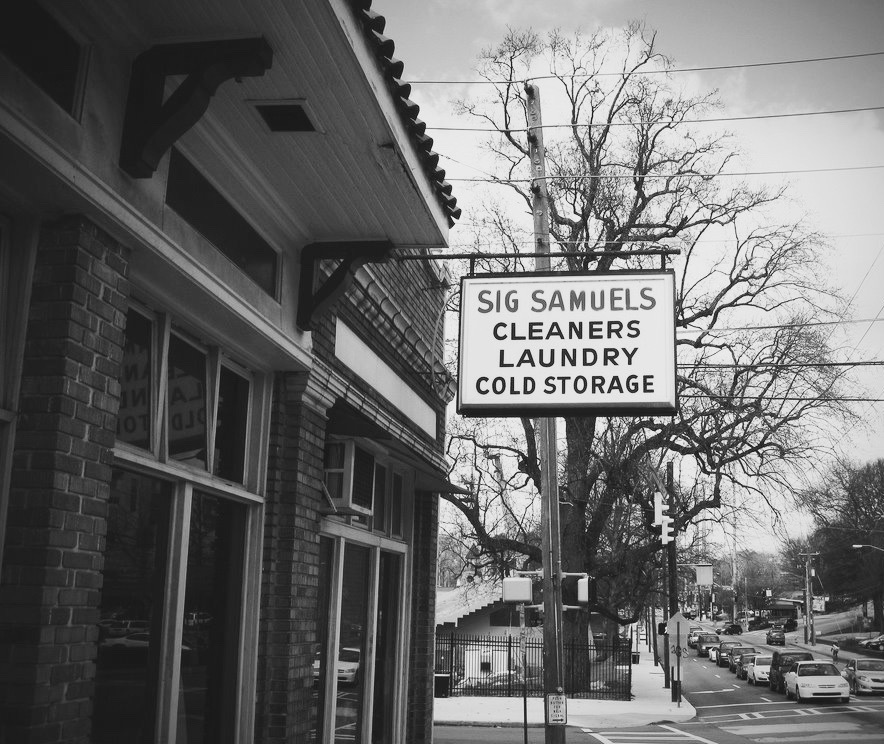 SIG SAMUELS
CLEANERS
LAUNDRY
COLD STORAGE